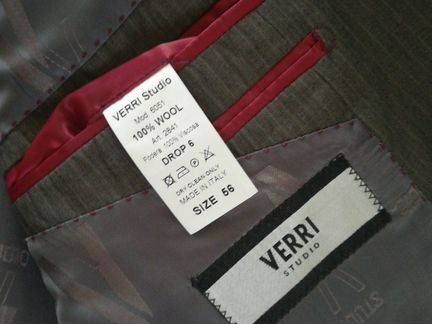 VERRI Studio
Mod. 6051
100% WOOL
Art. 2841
Fodera: 100% Viscosa
DROP 6
DRY CLEAN ONLY
MADE IN ITALY
SIZE 56
VERRI
STUDIO